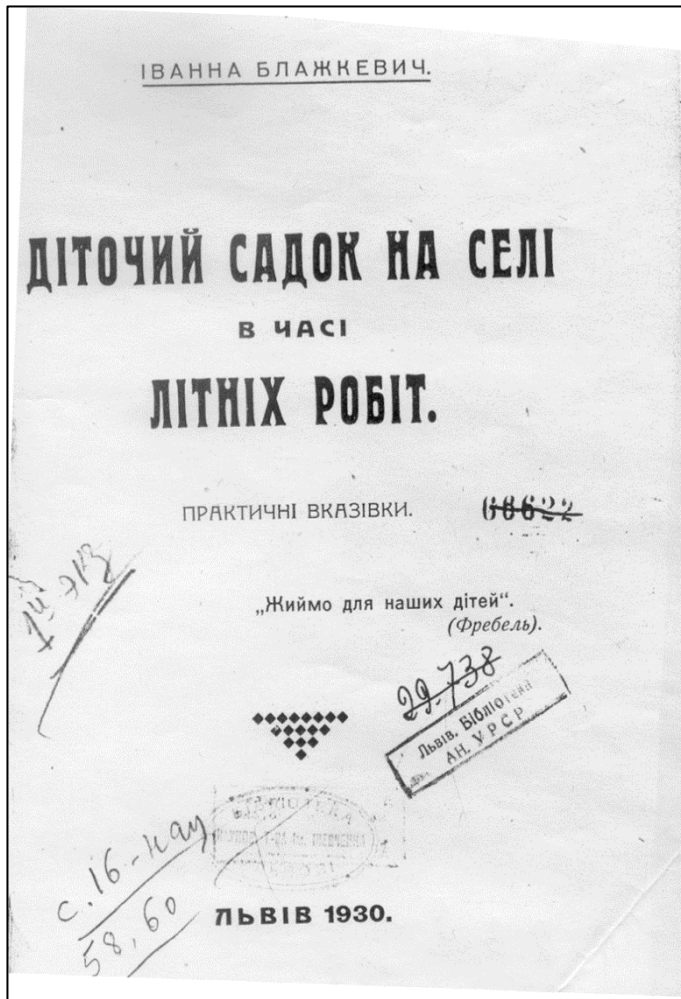 ІВАННА БЛАЖКЕВИЧ.
ДІТОЧИЙ САДОК НА СЕЛІ
В ЧАСІ
ЛІТНІХ РОБІТ.
ПРАКТИЧНІ ВКАЗІВКИ.
66622
„Жиймо для наших дітей“.
(Фребель).
29.738
Львів. Бібліотека
АН. УРСР
с. 16-
58, 60
ЛЬВІВ 1930.